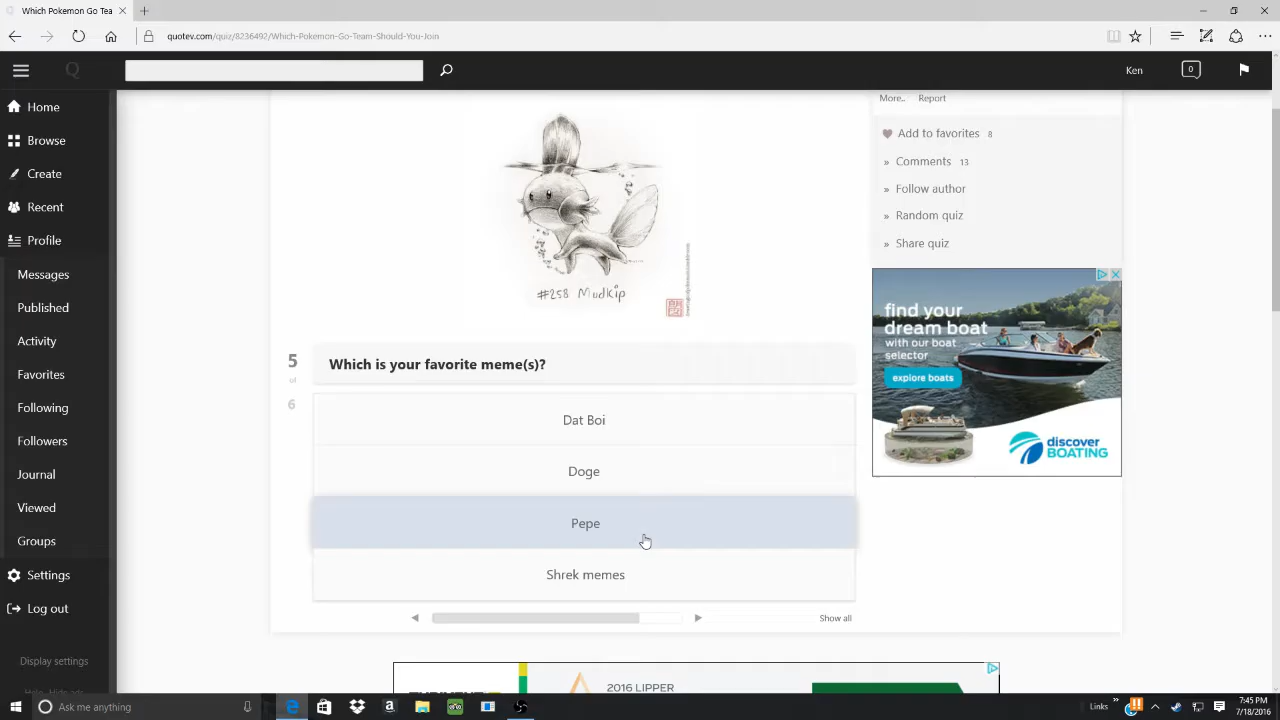 Which Pokemon Go Tea
quotev.com/quiz/8236492/Which-Pokemon-Go-Team-Should-You-Join
Q
Ken
0
Home
Browse
Create
Recent
Profile
Messages
Published
Activity
Favorites
Following
Followers
Journal
Viewed
Groups
Settings
Log out
Display settings
#258 Mudkip
5
Which is your favorite meme(s)?
6
Dat Boi
Doge
Pepe
Shrek memes
Show all
More.. Report
Add to favorites 8
» Comments 13
» Follow author
» Random quiz
» Share quiz
find your
dream boat
with our boat
selector
explore boats
discover
BOATING
2016 LIPPER
Ask me anything
Links
7:45 PM
7/18/2016